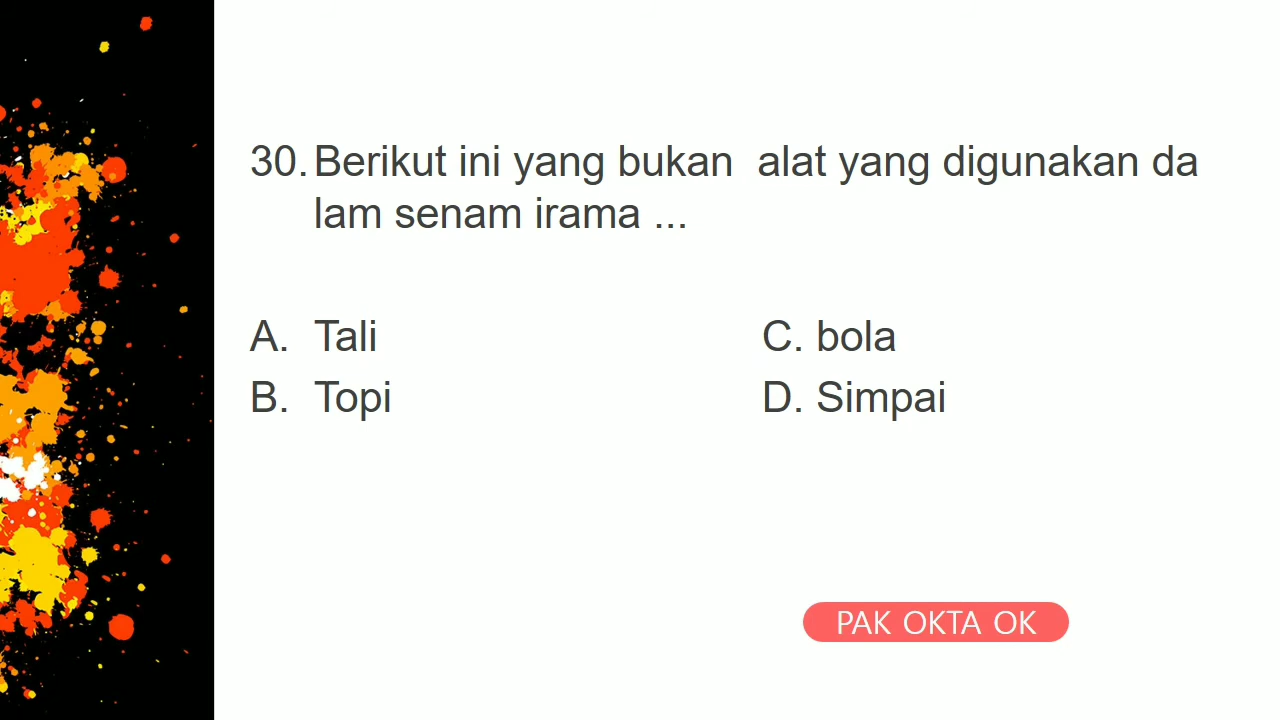 30. Berikut ini yang bukan alat yang digunakan da
lam senam irama ...
A. Tali
B. Topi
C. bola
D. Simpai
PAK OKTA OK